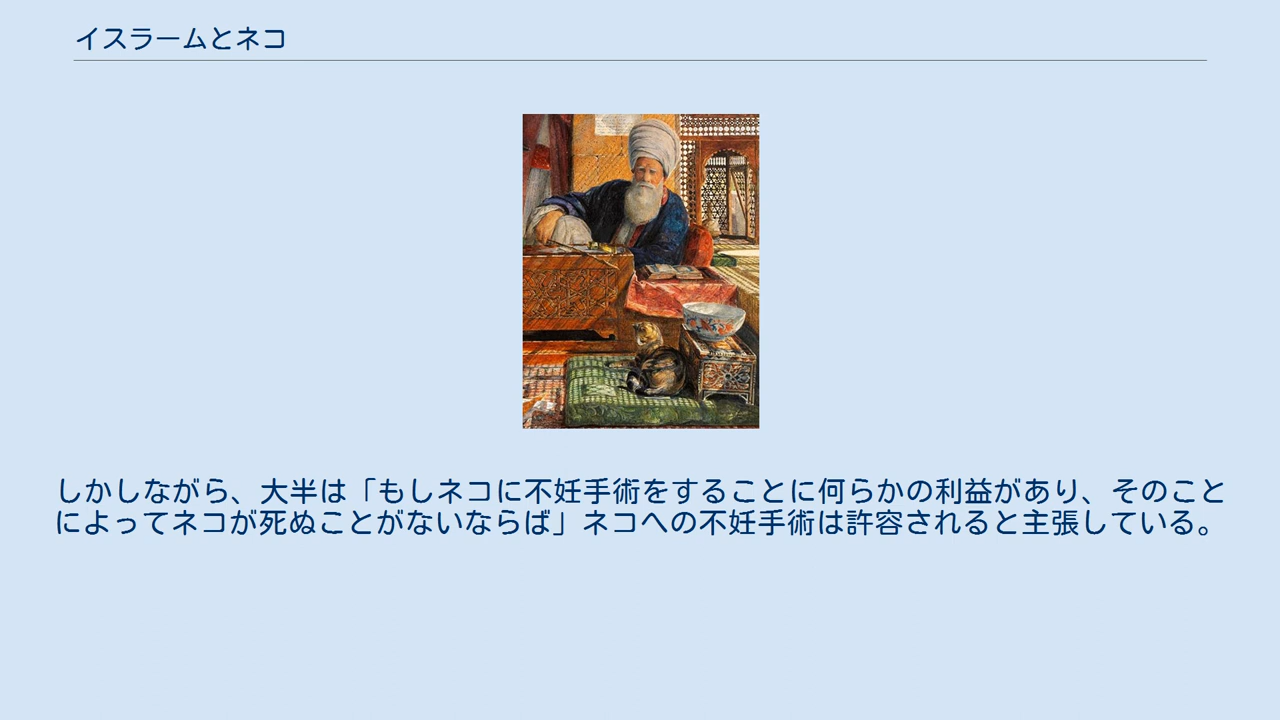 イスラームとネコ
しかしながら、大半は「もしネコに不妊手術をすることに何らかの利益があり、そのこと
によってネコが死ぬことがないならば」ネコへの不妊手術は許容されると主張している。